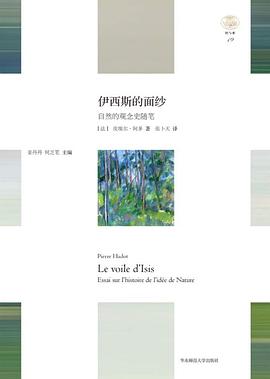 伊西斯的面纱
自然的观念史随笔
[法] 皮埃尔·阿多 著 张卜天 译
姜丹丹 何乏笔 主编
Pierre Hadot
Le voile d'Isis
Essai sur l'histoire de l'idée de Nature
华东师范大学出版社